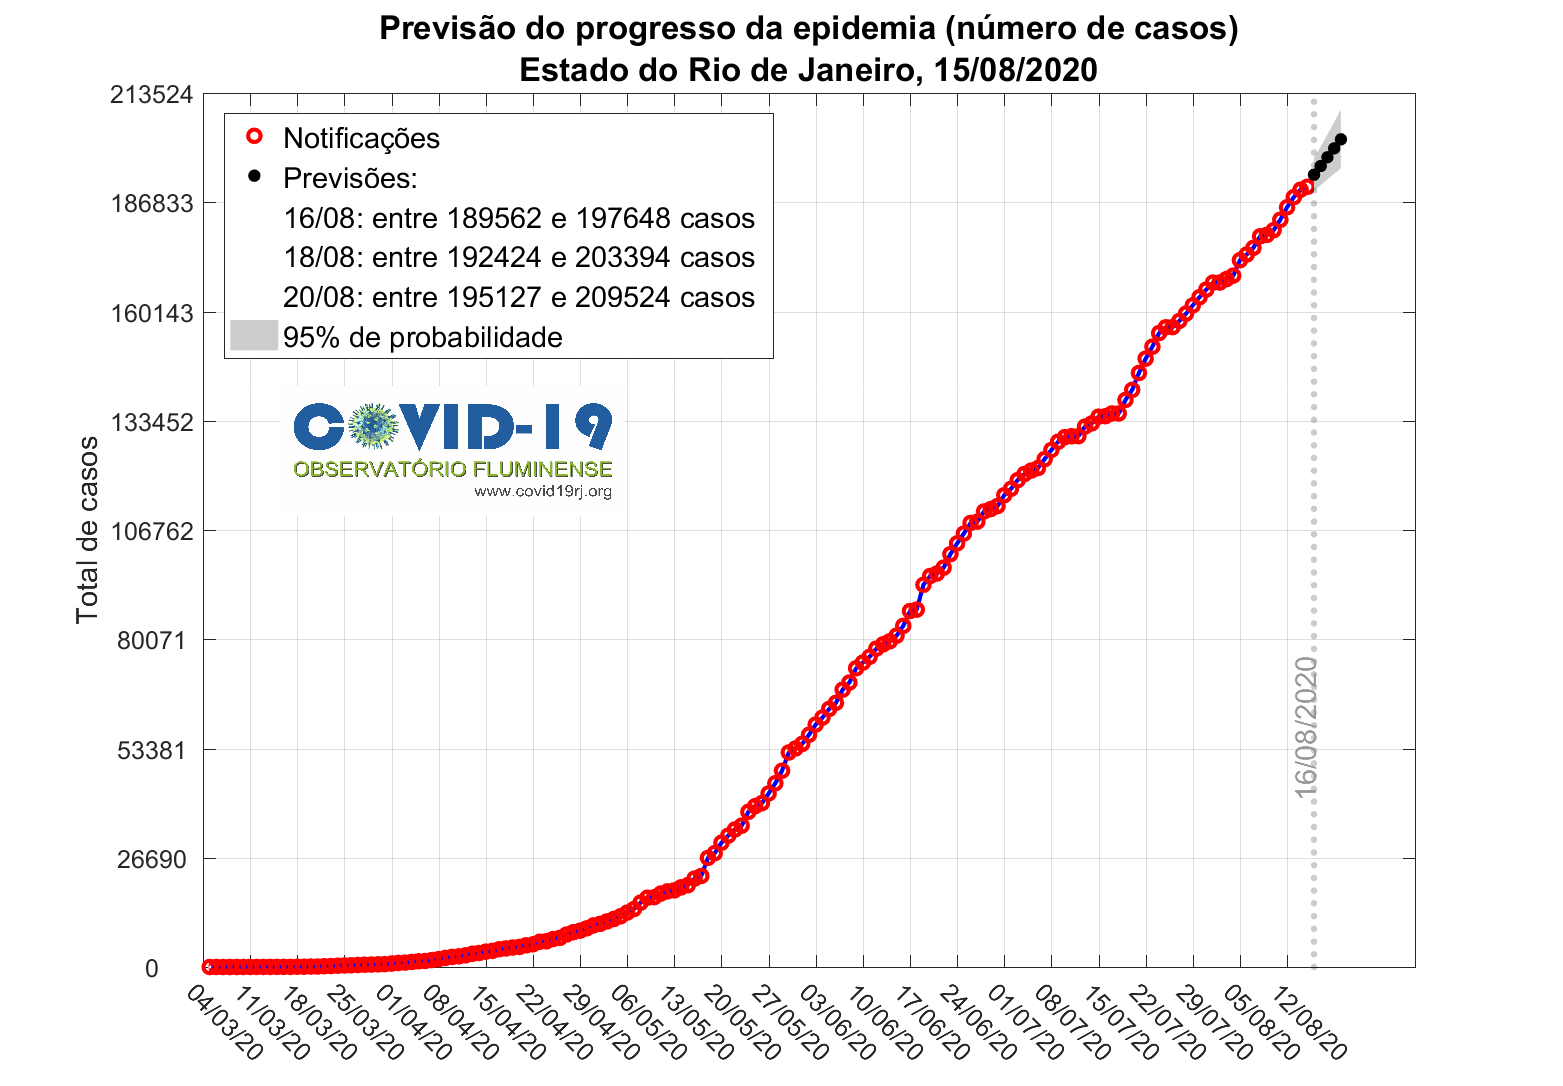 Previsão do progresso da epidemia (número de casos)
Estado do Rio de Janeiro, 15/08/2020
213524
186833
160143
133452
106762
80071
53381
26690
0
Total de casos
Notificações
Previsões:
16/08: entre 189562 e 197648 casos
18/08: entre 192424 e 203394 casos
20/08: entre 195127 e 209524 casos
95% de probabilidade
COVID-19
OBSERVATÓRIO FLUMINENSE
www.covid19rj.org
16/08/2020
04/03/20
11/03/20
18/03/20
25/03/20
01/04/20
08/04/20
15/04/20
22/04/20
29/04/20
06/05/20
13/05/20
20/05/20
27/05/20
03/06/20
10/06/20
17/06/20
24/06/20
01/07/20
08/07/20
15/07/20
22/07/20
29/07/20
05/08/20
12/08/20